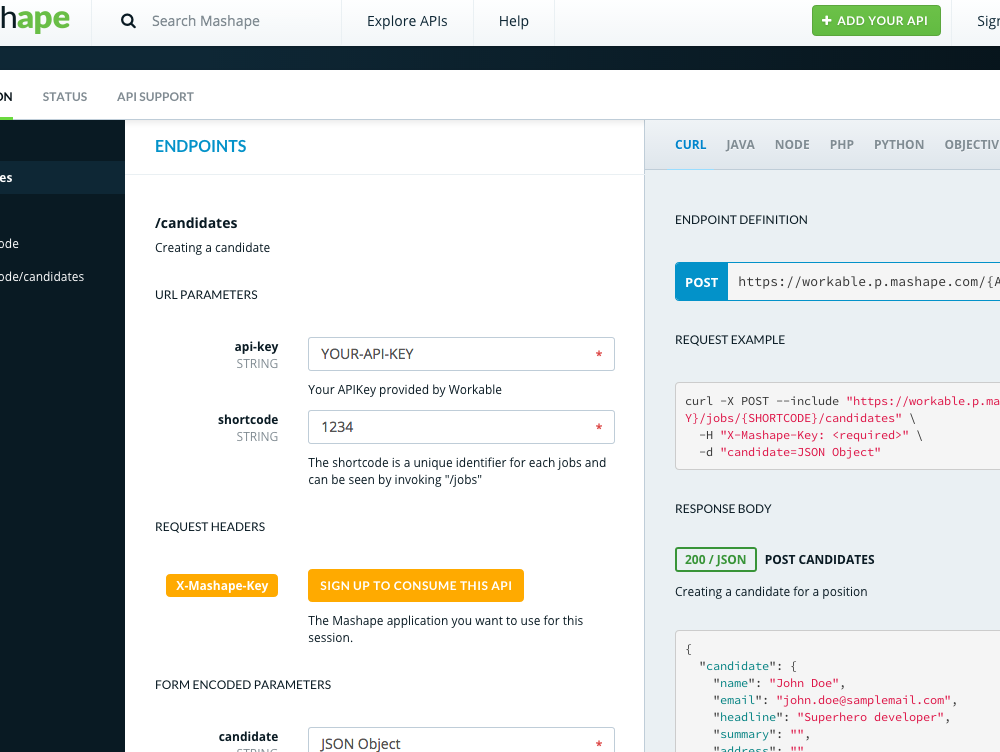 hape
Search Mashape
Explore APIs
Help
+ ADD YOUR API
Sign
ON
STATUS
API SUPPORT
es
ode
ode/candidates
ENDPOINTS
/candidates
Creating a candidate
URL PARAMETERS
api-key
STRING
YOUR-API-KEY *
Your APIKey provided by Workable
shortcode
STRING
1234 *
The shortcode is a unique identifier for each jobs and
can be seen by invoking "/jobs"
REQUEST HEADERS
X-Mashape-Key
SIGN UP TO CONSUME THIS API
The Mashape application you want to use for this
session.
FORM ENCODED PARAMETERS
candidate
STRING
JSON Object *
CURL JAVA NODE PHP PYTHON OBJECTIV
ENDPOINT DEFINITION
POST https://workable.p.mashape.com/{A
REQUEST EXAMPLE
curl -X POST --include "https://workable.p.ma
Y}/jobs/{SHORTCODE}/candidates" \
-H "X-Mashape-Key: <required>" \
-d "candidate=JSON Object"
RESPONSE BODY
200 / JSON POST CANDIDATES
Creating a candidate for a position
{
"candidate": {
"name": "John Doe",
"email": "john.doe@samplemail.com",
"headline": "Superhero developer",
"summary": "",
"address": ""